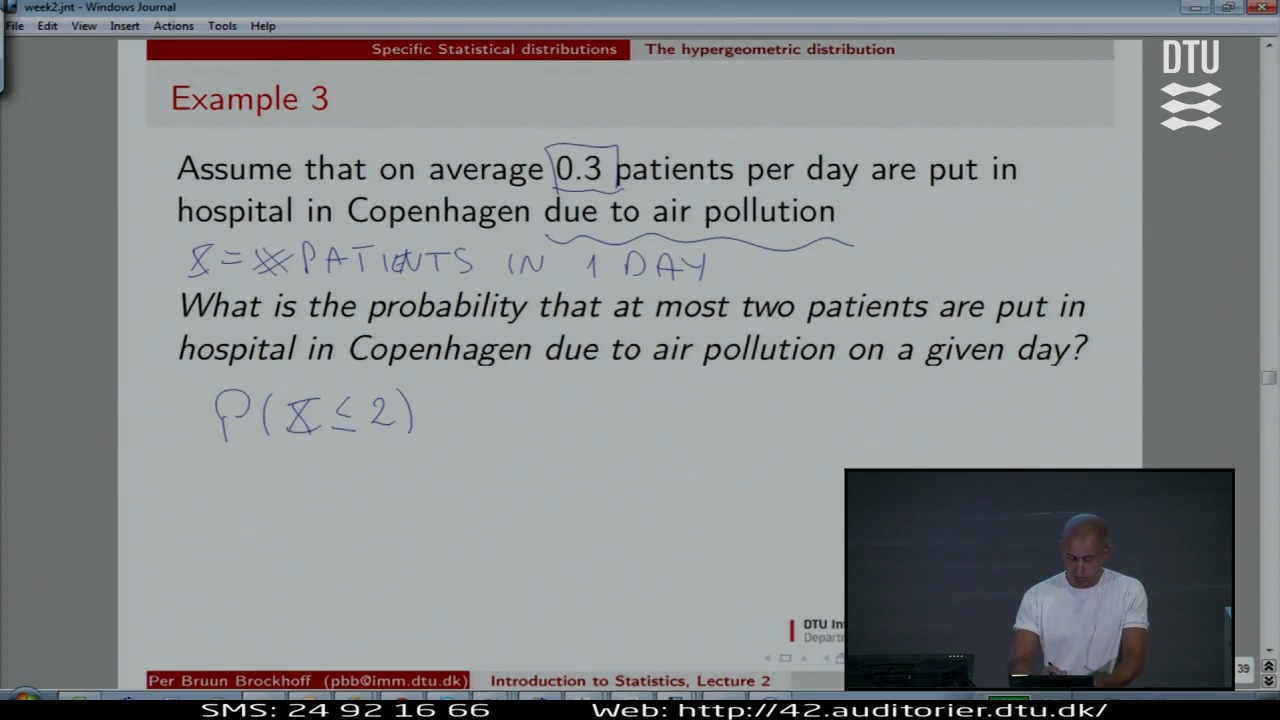 week2.jnt - Windows Journal
File Edit View Insert Actions Tools Help
Specific Statistical distributions The hypergeometric distribution
DTU
Example 3
Assume that on average 0.3 patients per day are put in
hospital in Copenhagen due to air pollution
X = # PATIENTS IN 1 DAY
What is the probability that at most two patients are put in
hospital in Copenhagen due to air pollution on a given day?
P(X ≤ 2)
DTU
Per Bruun Brockhoff (pbb@imm.dtu.dk) Introduction to Statistics, Lecture 2
39
SMS: 24 92 16 66 Web: http://42.auditorier.dtu.dk/